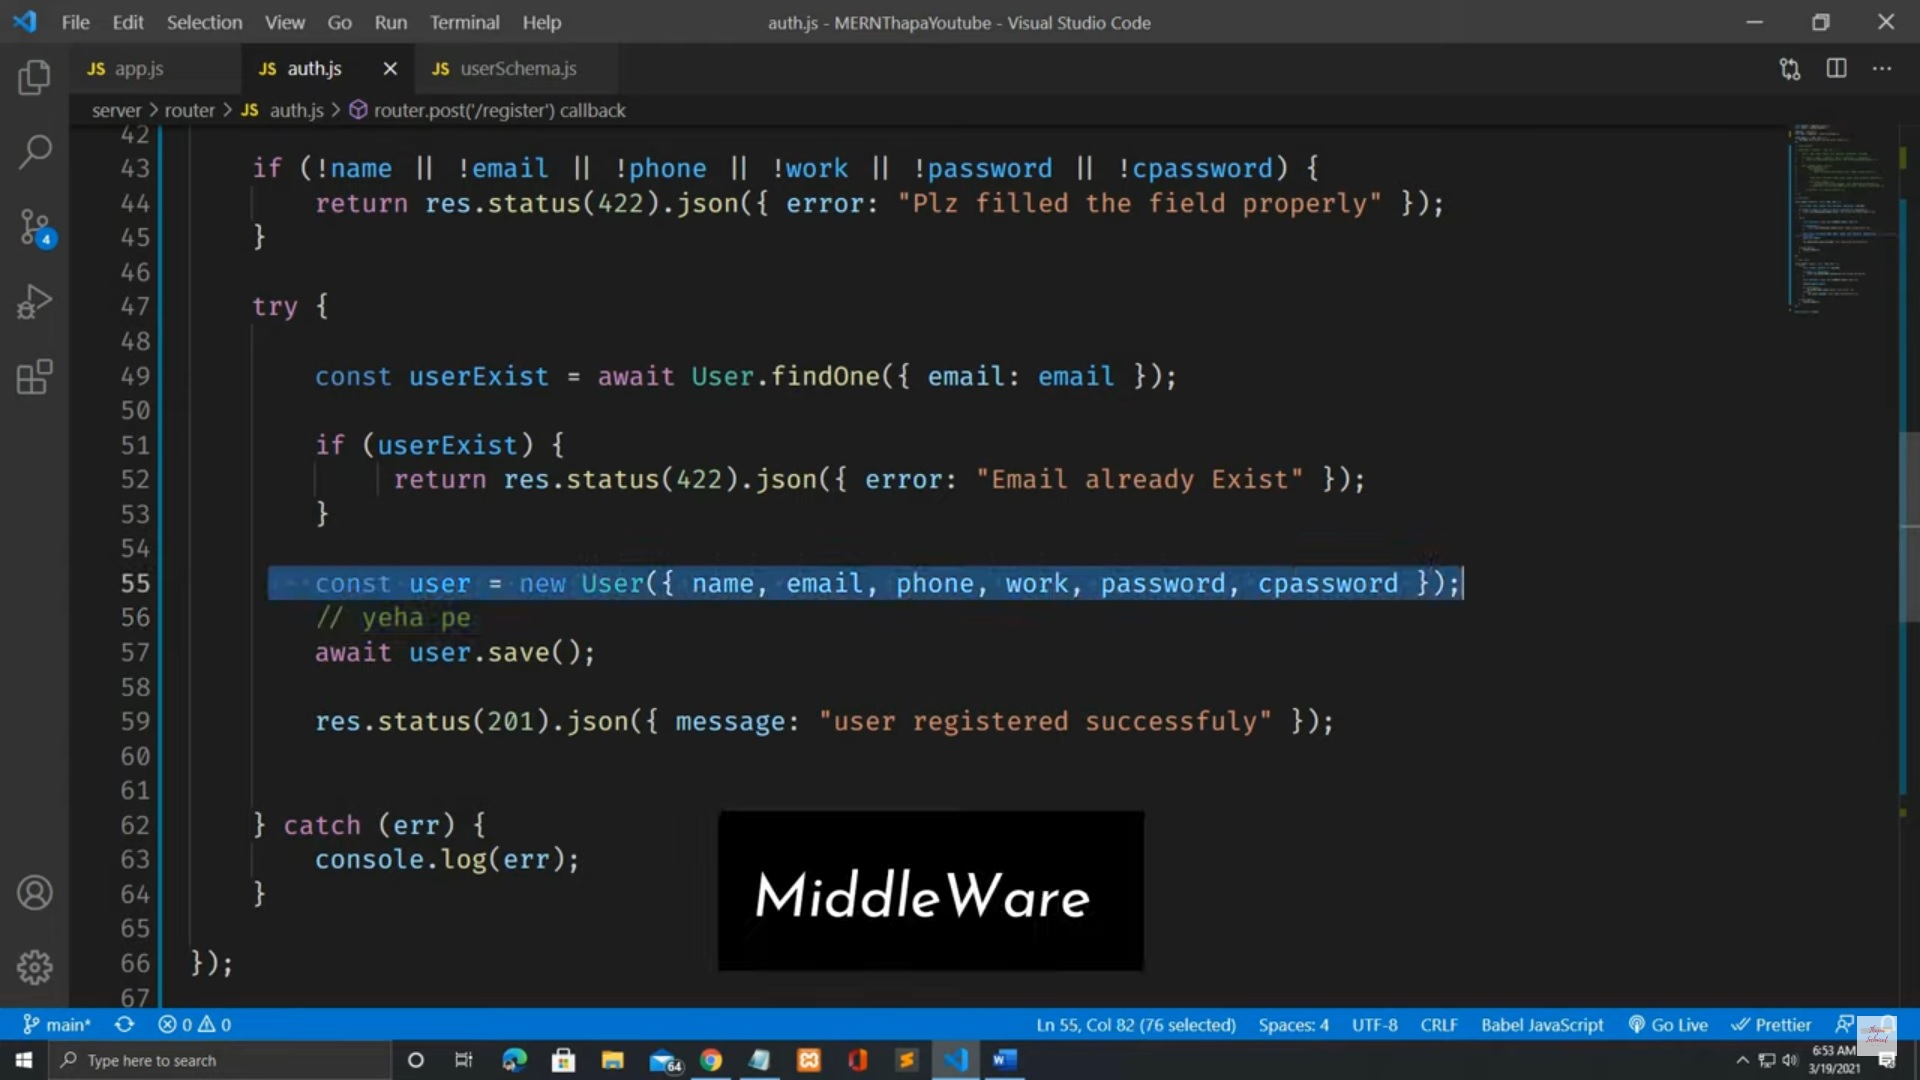 File Edit Selection View Go Run Terminal Help auth.js - MERNThapaYoutube - Visual Studio Code
JS app.js JS auth.js JS userSchema.js
server > router > JS auth.js > router.post('/register') callback
42
43 if (!name || !email || !phone || !work || !password || !cpassword) {
44 return res.status(422).json({ error: "Plz filled the field properly" });
45 }
46
47 try {
48
49 const userExist = await User.findOne({ email: email });
50
51 if (userExist) {
52 return res.status(422).json({ error: "Email already Exist" });
53 }
54
55 const user = new User({ name, email, phone, work, password, cpassword });
56 // yeha pe
57 await user.save();
58
59 res.status(201).json({ message: "user registered successfuly" });
60
61
62 } catch (err) {
63 console.log(err);
64 }
65
66 });
67
MiddleWare
4
main* 0 0 Ln 55, Col 82 (76 selected) Spaces: 4 UTF-8 CRLF Babel JavaScript Go Live Prettier
Type here to search 64 6:53 AM
3/19/2021